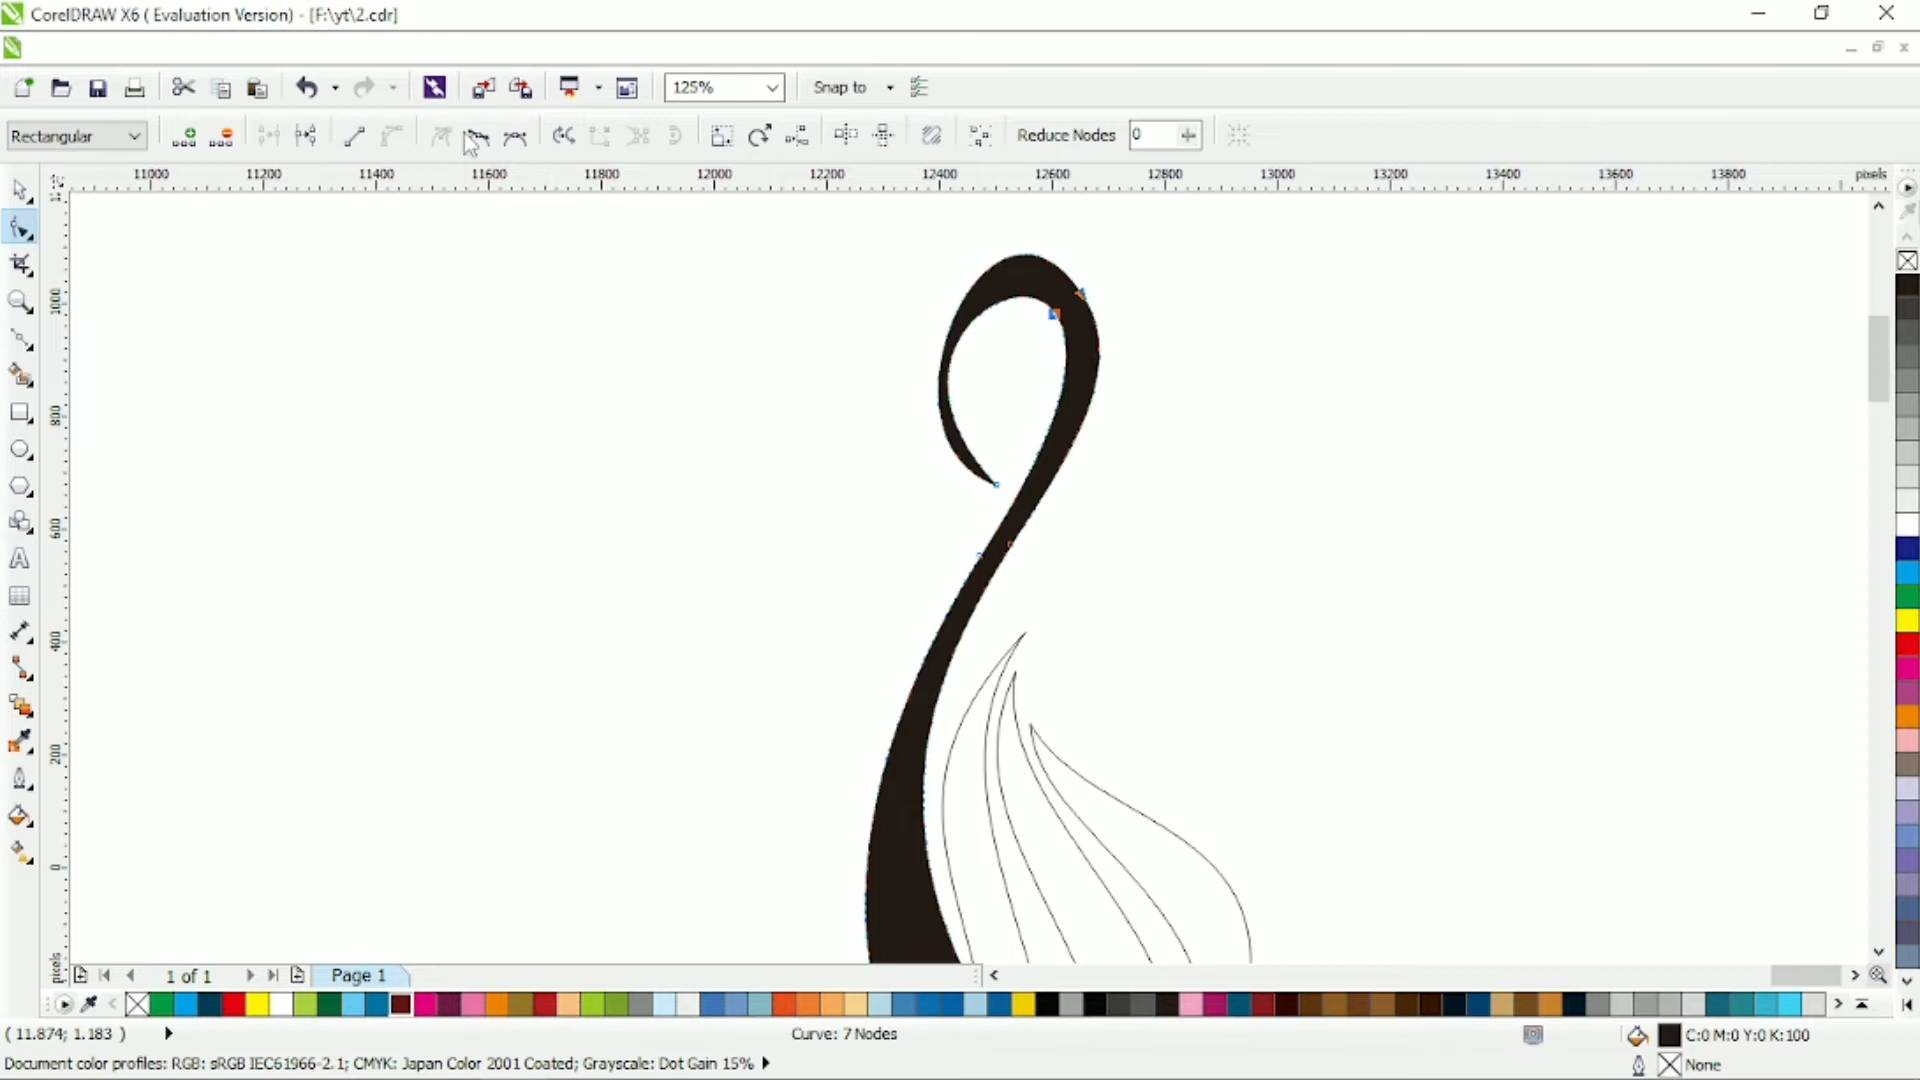 CorelDRAW X6 ( Evaluation Version) - [F:\yt\2.cdr]
125%
Snap to
Rectangular
Reduce Nodes 0
11000 11200 11400 11600 11800 12000 12200 12400 12600 12800 13000 13200 13400 13600 13800 pixels
1000
800
600
400
200
0
pixels
1 of 1
Page 1
( 11.874; 1.183 )
Curve: 7 Nodes
C:0 M:0 Y:0 K:100
Document color profiles: RGB: sRGB IEC61966-2.1; CMYK: Japan Color 2001 Coated; Grayscale: Dot Gain 15%
None